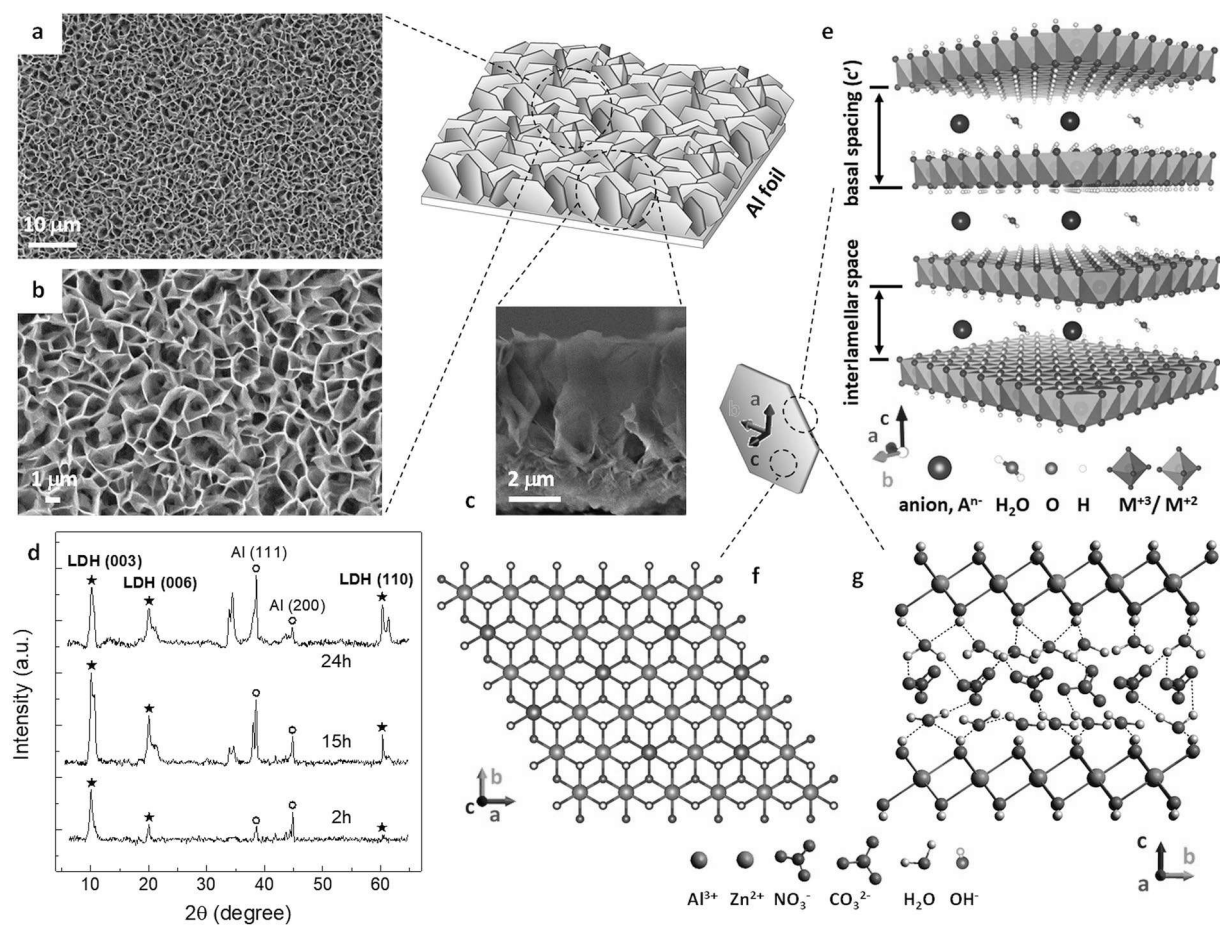 a
10 μm
b
1 μm
Al foil
c
2 μm
a
b
c
e
basal spacing (c')
interlamellar space
c
a
b
anion, Aⁿ⁻ H₂O O H M⁺³/ M⁺²
d
LDH (003)
LDH (006)
Al (111)
Al (200)
LDH (110)
24h
15h
2h
Intensity (a.u.)
10 20 30 40 50 60
2θ (degree)
f
b
c
a
g
c
b
a
Al³⁺ Zn²⁺ NO₃⁻ CO₃²⁻ H₂O OH⁻